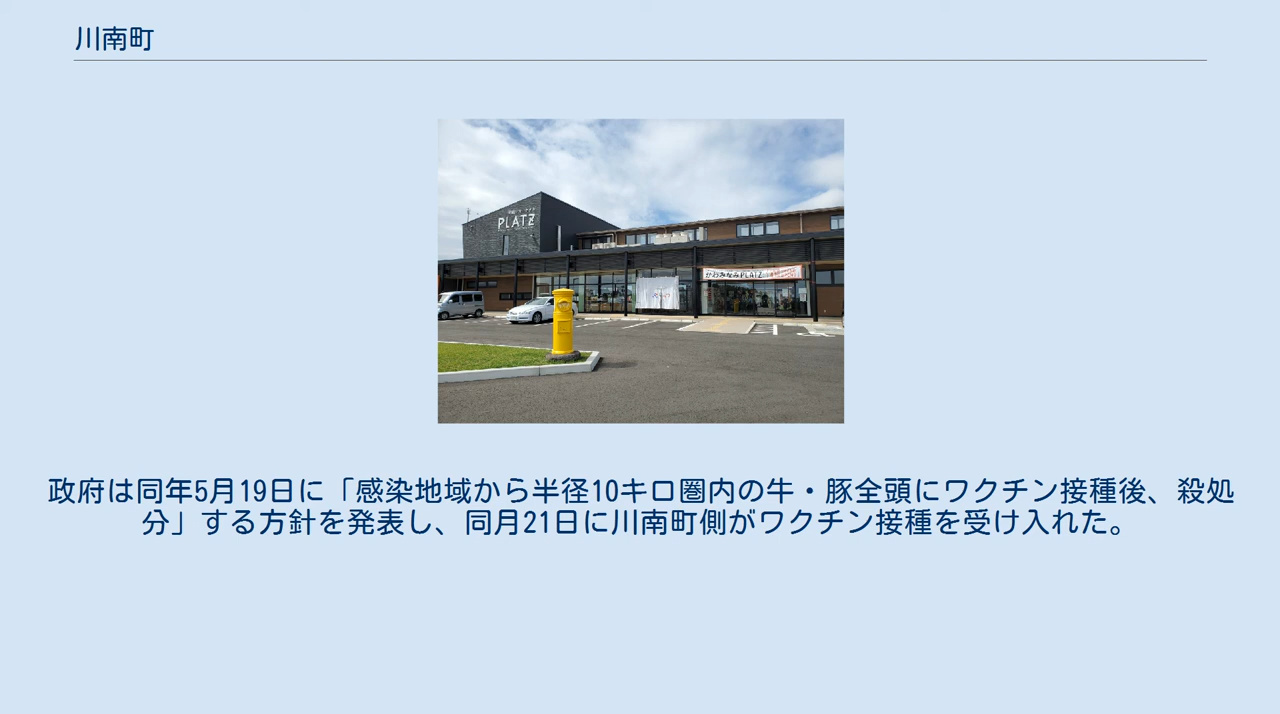 川南町
PLATZ
かわみなみPLATZ
政府は同年5月19日に「感染地域から半径10キロ圏内の牛・豚全頭にワクチン接種後、殺処
分」する方針を発表し、同月21日に川南町側がワクチン接種を受け入れた。